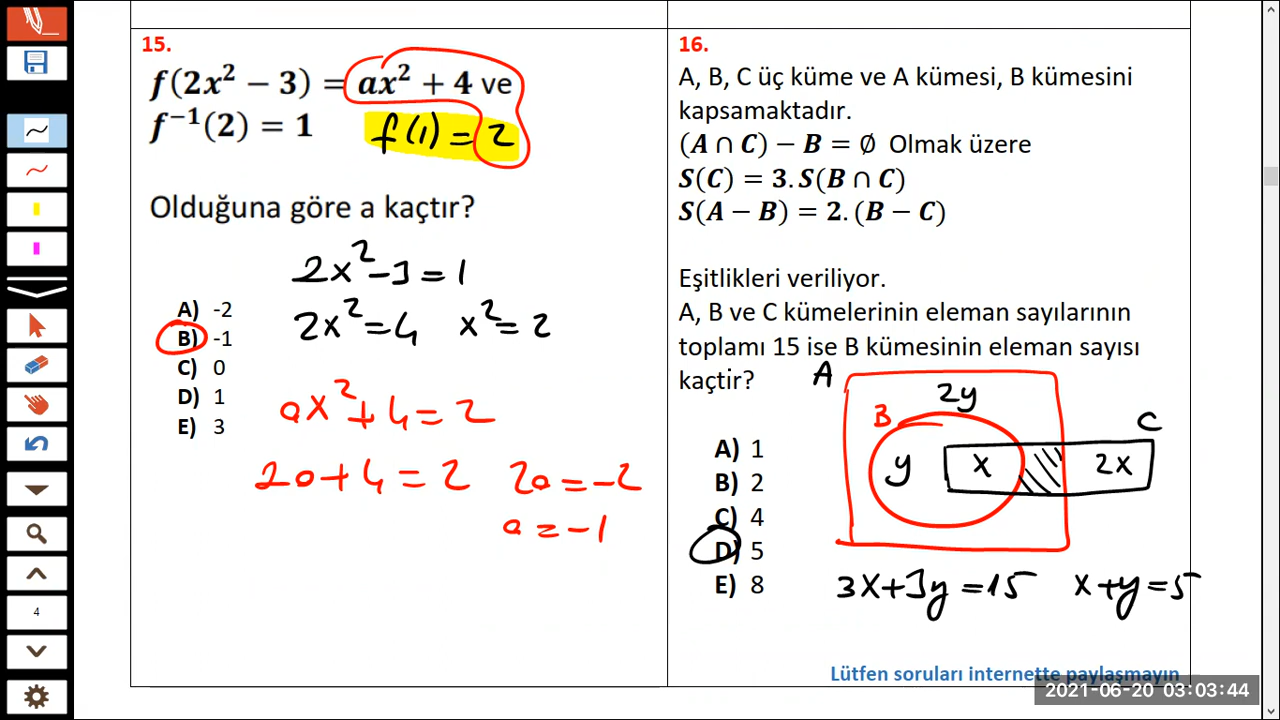 15.
f(2x² − 3) = ax² + 4 ve
f⁻¹(2) = 1
f(1) = 2
Olduğuna göre a kaçtır?
2x²-3=1
2x²=4 x²=2
A) -2
B) -1
C) 0
D) 1
E) 3
ax²+4=2
2a+4=2 2a=-2
a=-1
16.
A, B, C üç küme ve A kümesi, B kümesini
kapsamaktadır.
(A ∩ C) − B = ∅ Olmak üzere
S(C) = 3. S(B ∩ C)
S(A − B) = 2. (B − C)
Eşitlikleri veriliyor.
A, B ve C kümelerinin eleman sayılarının
toplamı 15 ise B kümesinin eleman sayısı
kaçtir?
A
2y
B
C
y
x
2x
A) 1
B) 2
C) 4
D) 5
E) 8
3x+3y=15 x+y=5
Lütfen soruları internette paylaşmayın
2021-06-20 03:03:44
4